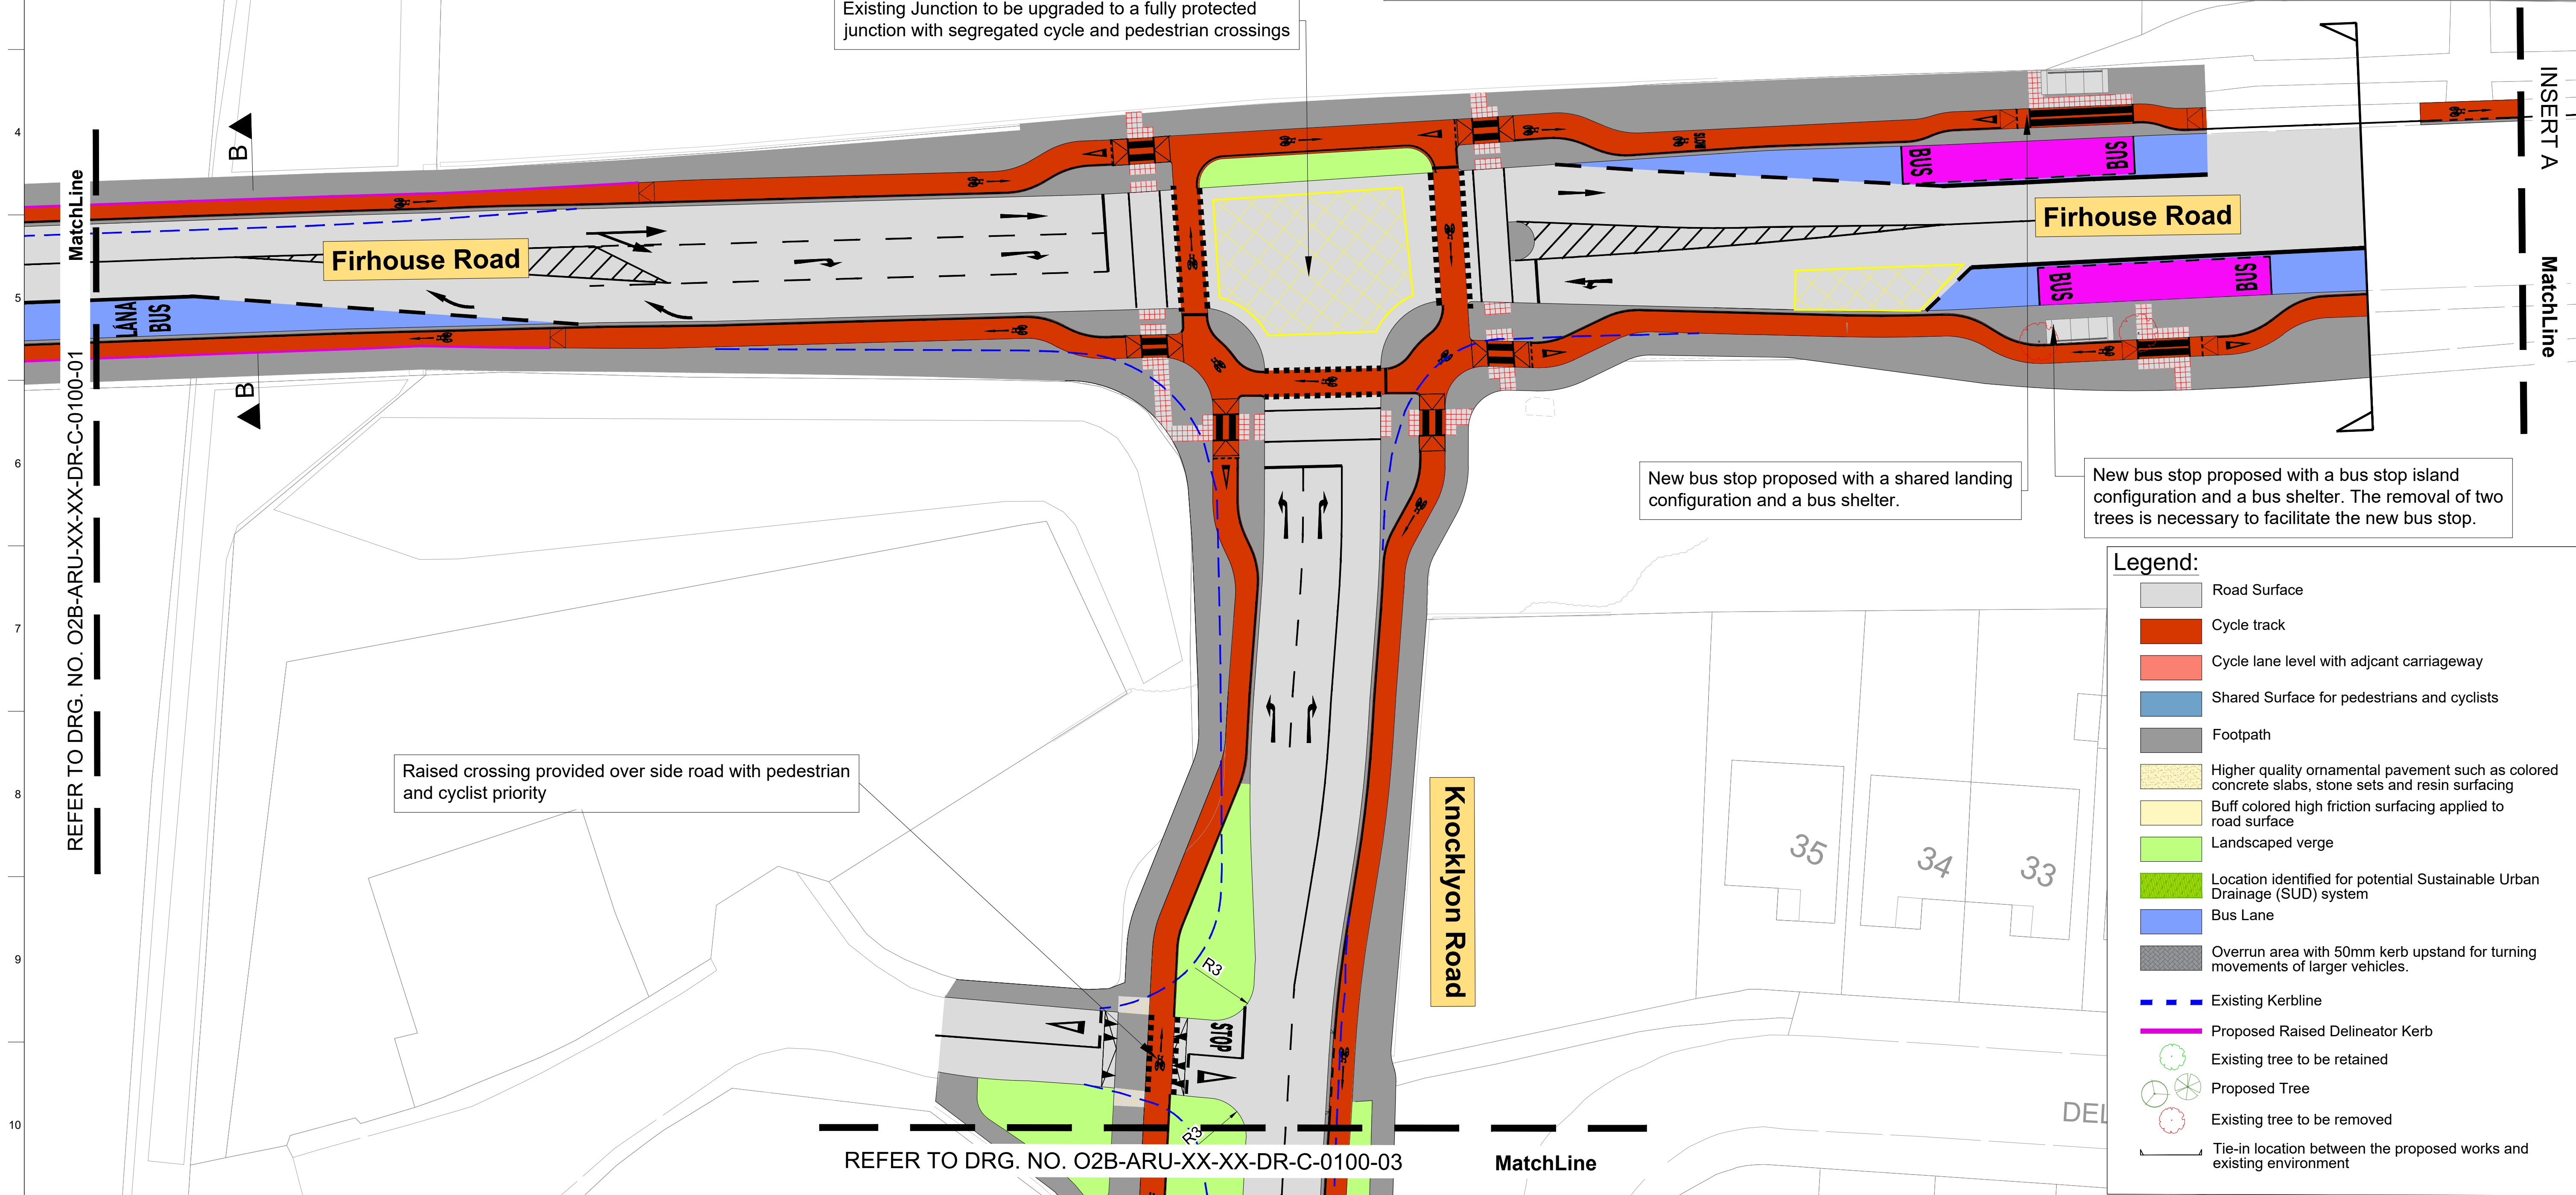 Existing Junction to be upgraded to a fully protected
junction with segregated cycle and pedestrian crossings
INSERT A
MatchLine
MatchLine
REFER TO DRG. NO. O2B-ARU-XX-XX-DR-C-0100-01
4
5
6
7
8
9
10
B
B
Firhouse Road
Firhouse Road
LÁNA
BUS
SLOW
BUS
BUS
BUS
BUS
New bus stop proposed with a shared landing
configuration and a bus shelter.
New bus stop proposed with a bus stop island
configuration and a bus shelter. The removal of two
trees is necessary to facilitate the new bus stop.
Raised crossing provided over side road with pedestrian
and cyclist priority
Knocklyon Road
35
34
33
R3
STOP
R3
DEL
REFER TO DRG. NO. O2B-ARU-XX-XX-DR-C-0100-03
MatchLine
Legend:
Road Surface
Cycle track
Cycle lane level with adjcant carriageway
Shared Surface for pedestrians and cyclists
Footpath
Higher quality ornamental pavement such as colored
concrete slabs, stone sets and resin surfacing
Buff colored high friction surfacing applied to
road surface
Landscaped verge
Location identified for potential Sustainable Urban
Drainage (SUD) system
Bus Lane
Overrun area with 50mm kerb upstand for turning
movements of larger vehicles.
Existing Kerbline
Proposed Raised Delineator Kerb
Existing tree to be retained
Proposed Tree
Existing tree to be removed
Tie-in location between the proposed works and
existing environment